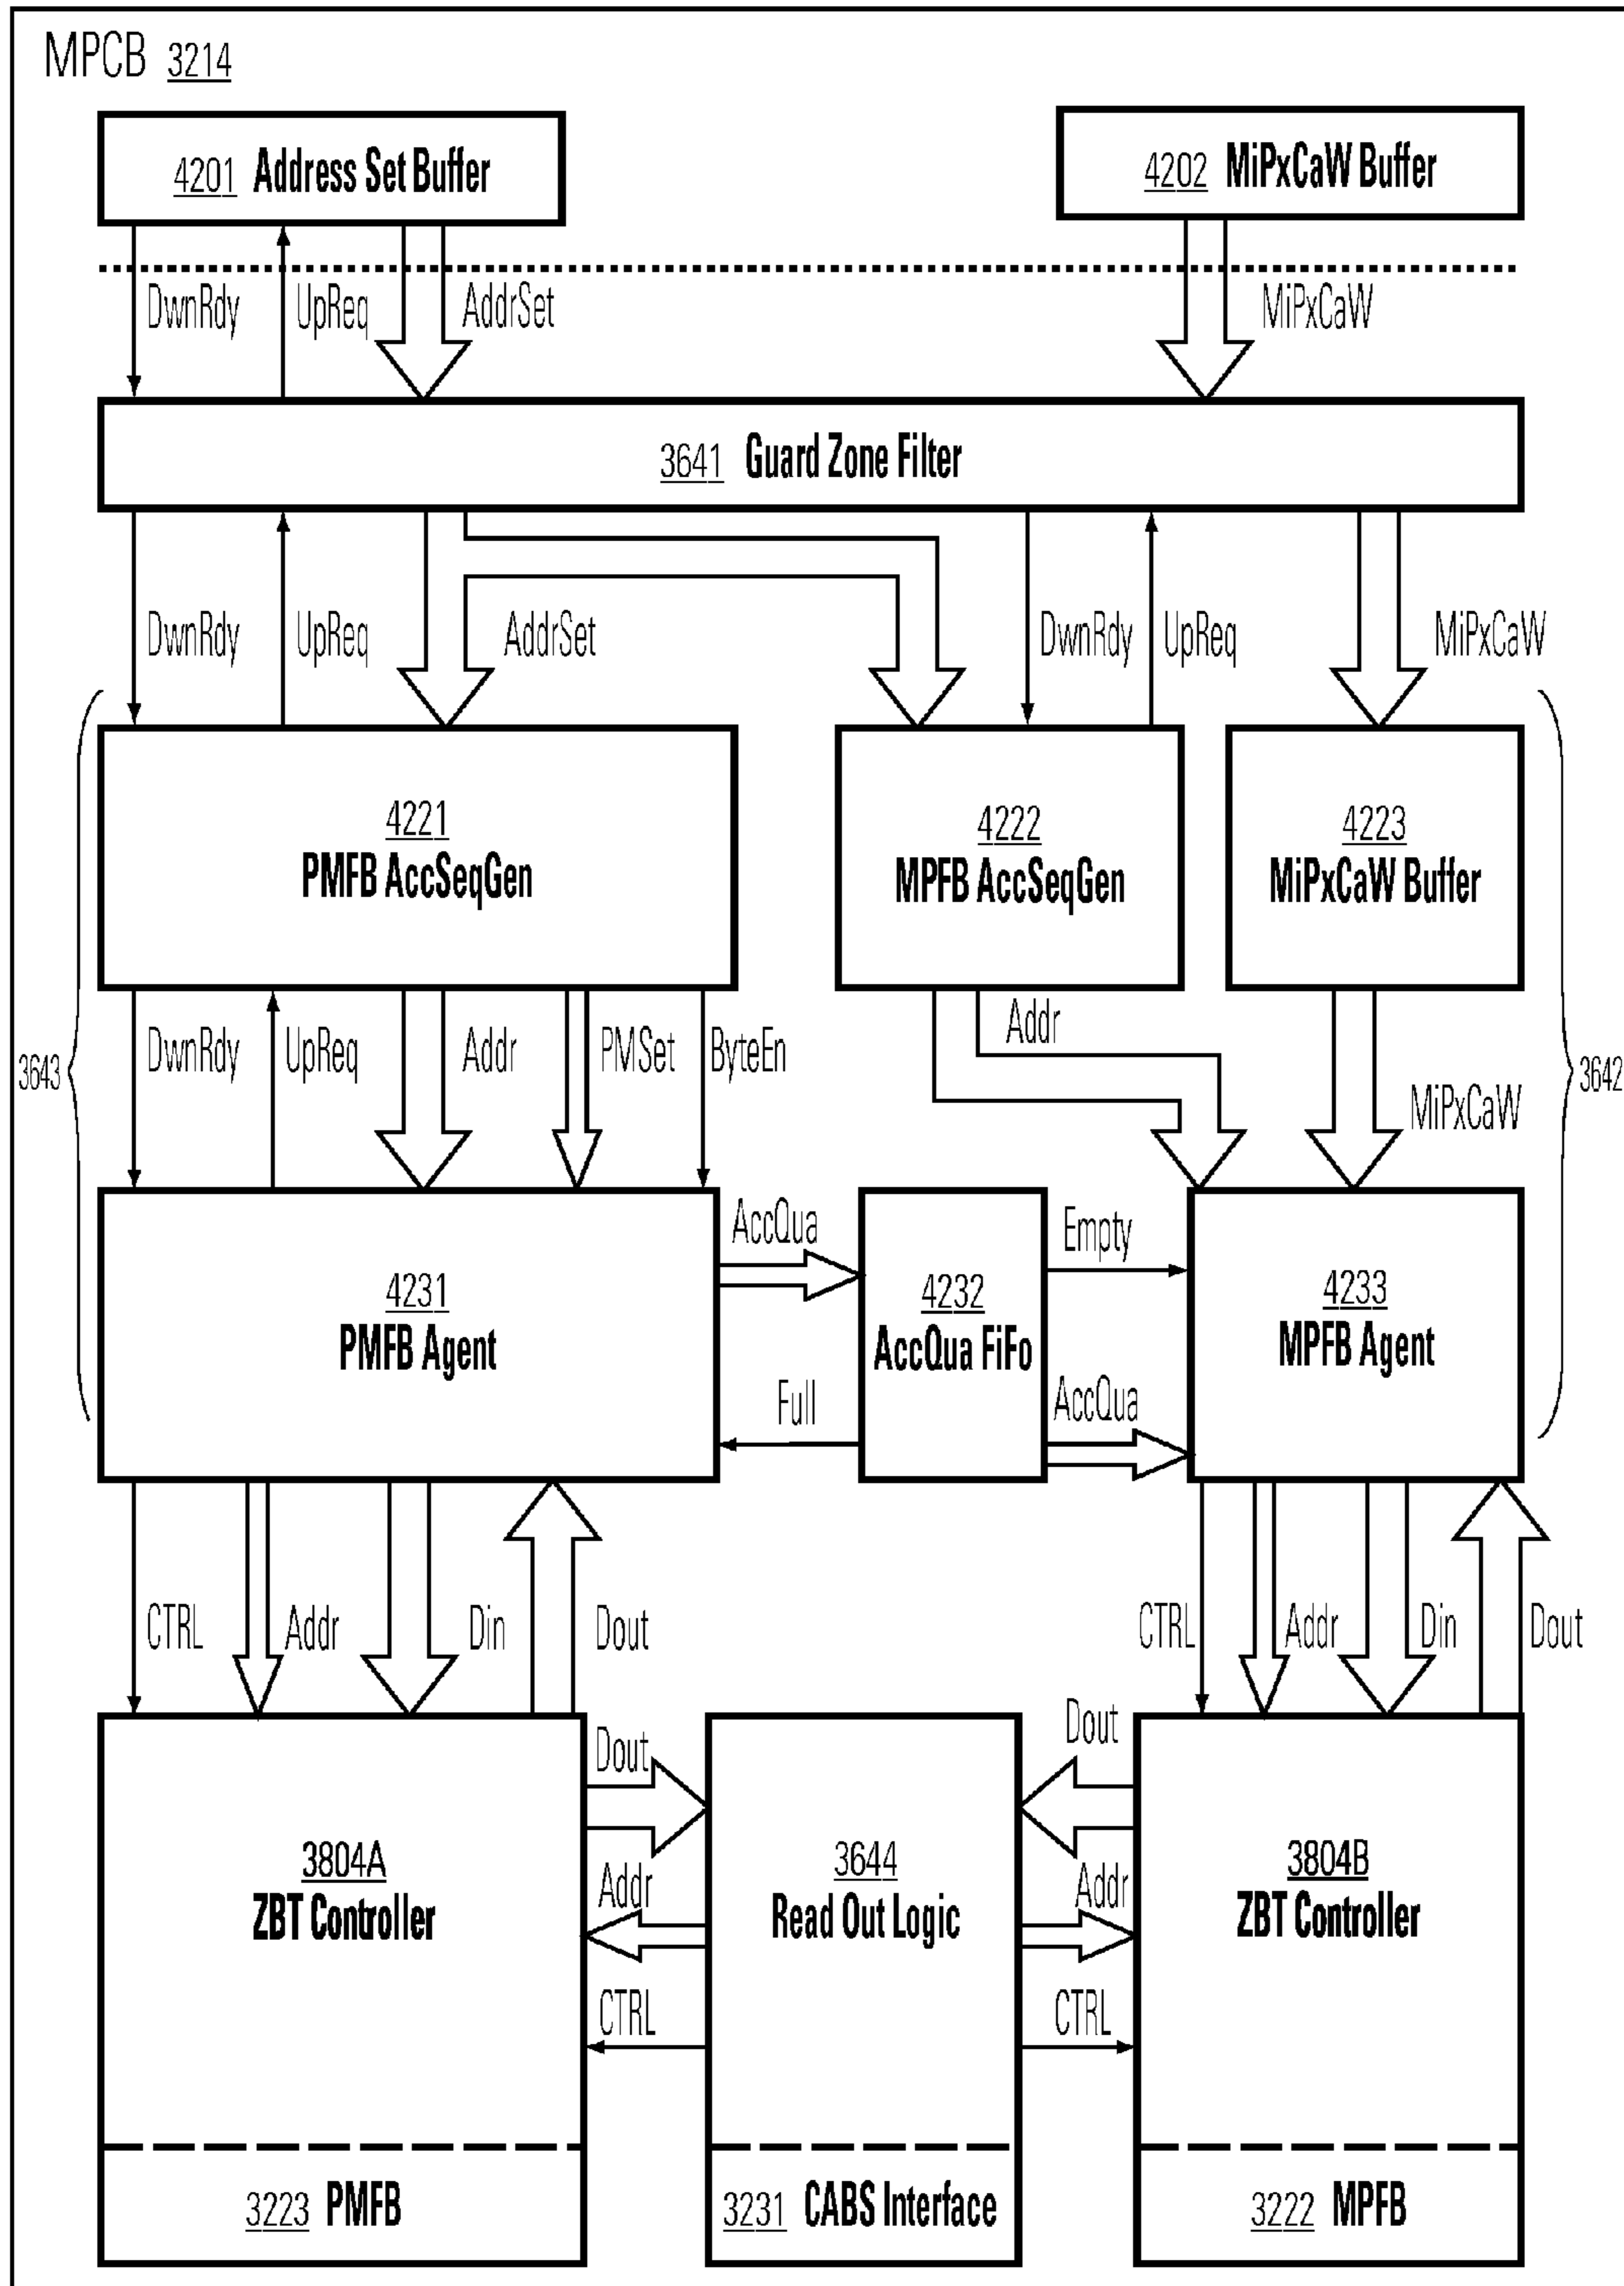 MPCB 3214
4201 Address Set Buffer
4202 MiPxCaW Buffer
DwnRdy UpReq AddrSet MiPxCaW
3641 Guard Zone Filter
DwnRdy UpReq AddrSet DwnRdy UpReq MiPxCaW
4221
PMFB AccSeqGen
4222
MPFB AccSeqGen
4223
MiPxCaW Buffer
3643
DwnRdy UpReq Addr PMSet ByteEn
Addr
MiPxCaW
3642
4231
PMFB Agent
AccQua
Full
4232
AccQua FiFo
Empty
AccQua
4233
MPFB Agent
CTRL Addr Din Dout
CTRL Addr Din Dout
3804A
ZBT Controller
Dout
Addr
CTRL
3644
Read Out Logic
Dout
Addr
CTRL
3804B
ZBT Controller
3223 PMFB
3231 CABS Interface
3222 MPFB